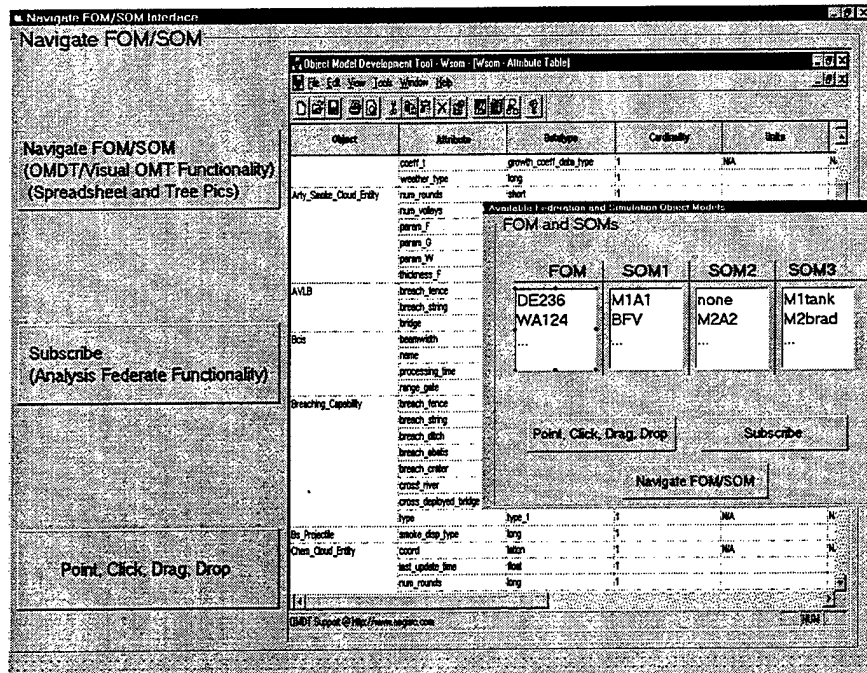 Navigate FOM/SOM Interface
Navigate FOM/SOM
Navigate FOM/SOM
(OMDT/Visual OMT Functionality)
(Spreadsheet and Tree Pics)
Subscribe
(Analysis Federate Functionality)
Point, Click, Drag, Drop
Object Model Development Tool - Wsom - [Wsom - Attribute Table]
File Edit View Tools Window Help
Object Attribute Datatype Cardinality Units
coeff_t growth_coeff_data_type 1 N/A N
weather_type long 1
Arty_Smoke_Cloud_Entity num_rounds short 1
num_volleys
param_F
param_G
param_W
thickness_F
AVLB breach_fence
breach_string
bridge
Bcis beamwidth
name
processing_time
range_gate
Breaching_Capability breach_fence
breach_string
breach_ditch
breach_abatis
breach_crater
cross_river
cross_deployed_bridge
type type_1 1 N/A N
Bs_Projectile smoke_disp_type long 1
Chem_Cloud_Entity coord 1 N/A N
last_update_time float 1
num_rounds long 1
NUM
Available Federation and Simulation Object Models
FOM and SOMs
FOM SOM1 SOM2 SOM3
DE236 M1A1 none M1tank
WA124 BFV M2A2 M2brad
... ... ... ...
Point, Click, Drag, Drop Subscribe
Navigate FOM/SOM